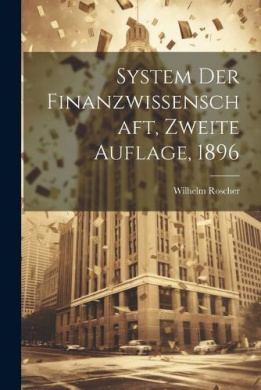 System der
Finanzwissensch
aft, Zweite
Auflage, 1896
Wilhelm Roscher